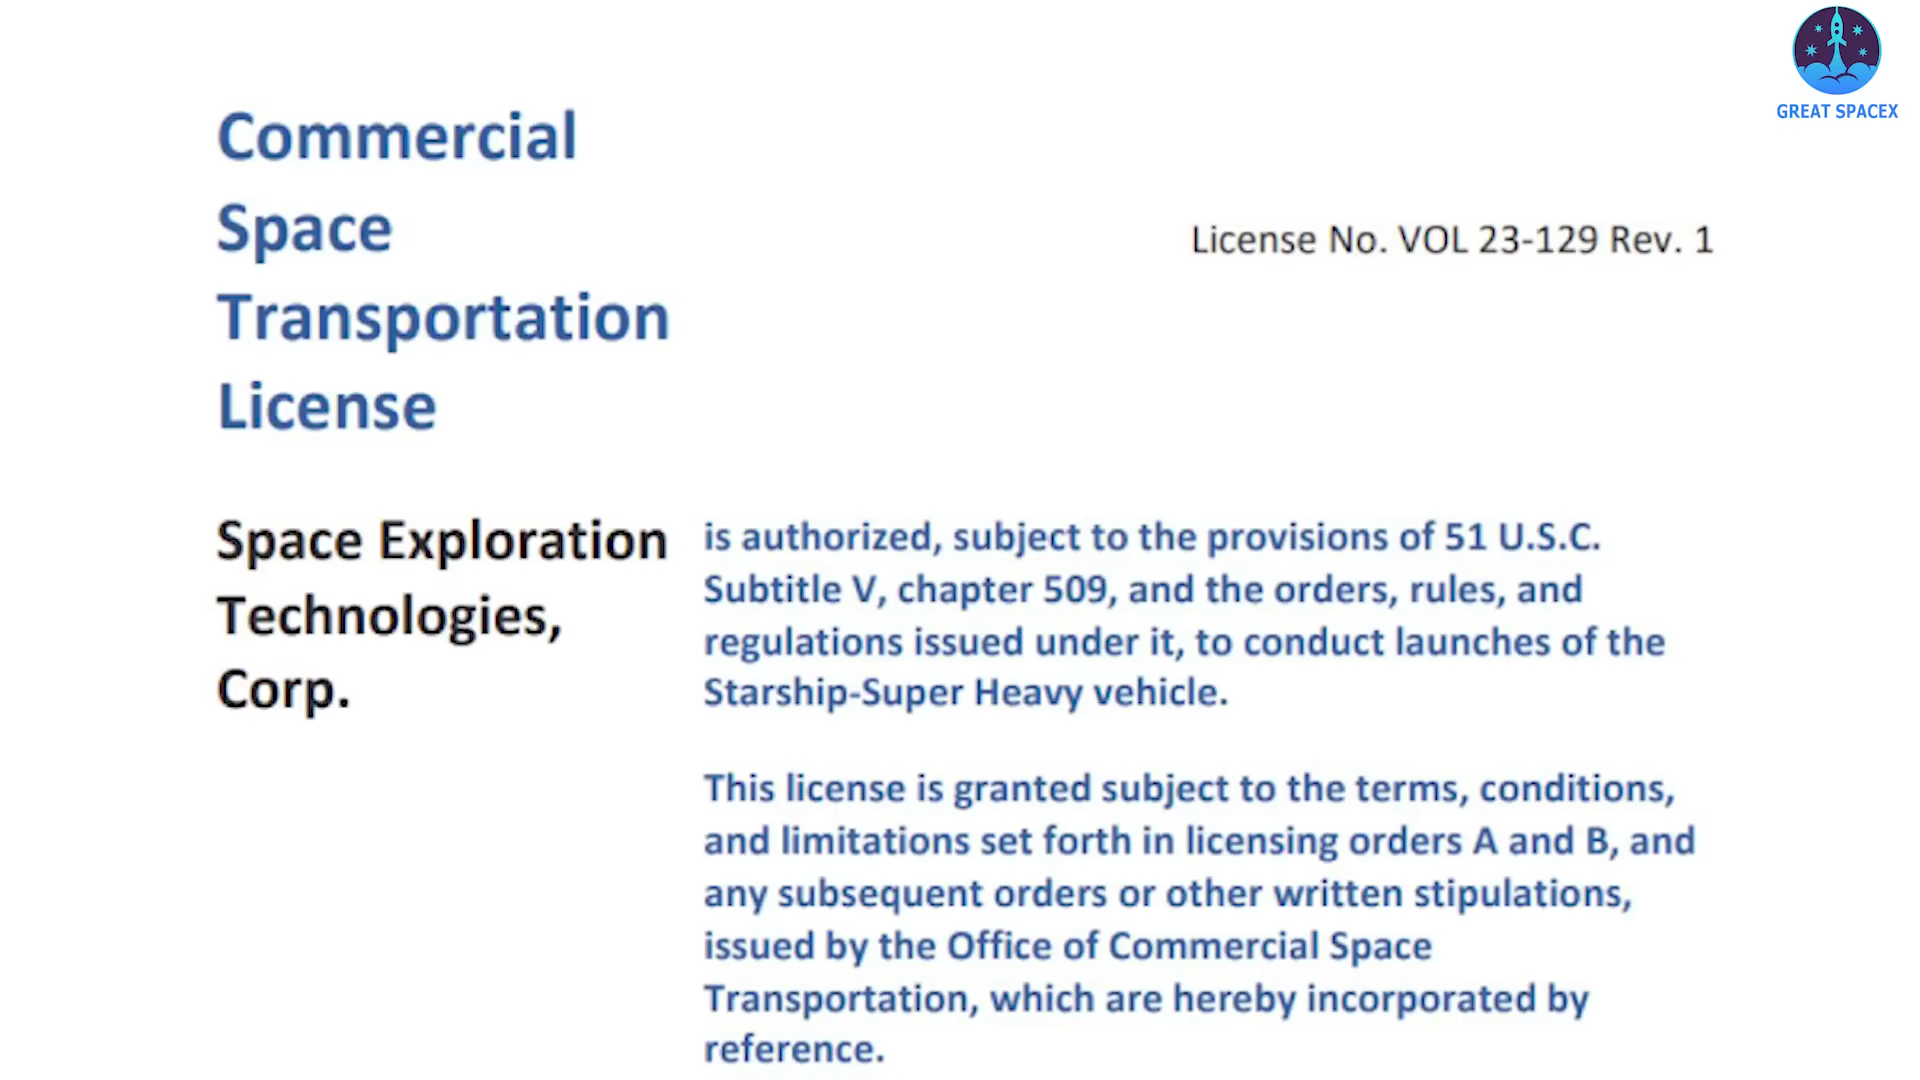 GREAT SPACEX
Commercial
Space
Transportation
License
License No. VOL 23-129 Rev. 1
Space Exploration
Technologies,
Corp.
is authorized, subject to the provisions of 51 U.S.C.
Subtitle V, chapter 509, and the orders, rules, and
regulations issued under it, to conduct launches of the
Starship-Super Heavy vehicle.
This license is granted subject to the terms, conditions,
and limitations set forth in licensing orders A and B, and
any subsequent orders or other written stipulations,
issued by the Office of Commercial Space
Transportation, which are hereby incorporated by
reference.